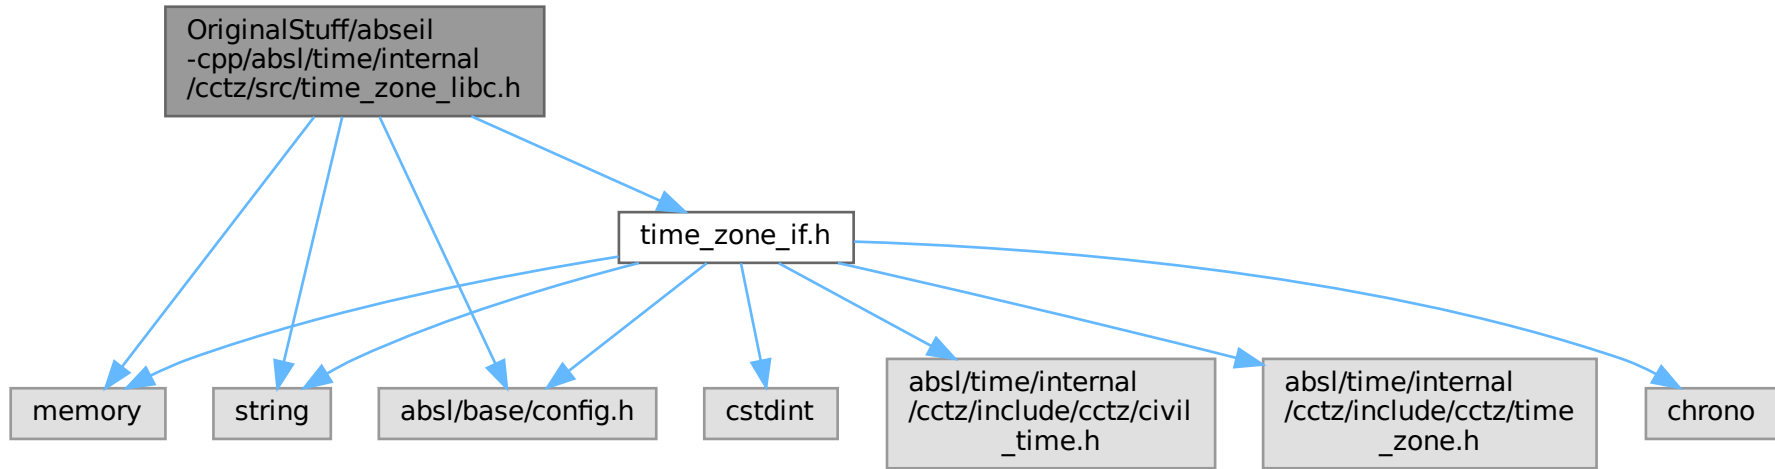 OriginalStuff/abseil
-cpp/absl/time/internal
/cctz/src/time_zone_libc.h
time_zone_if.h
memory
string
absl/base/config.h
cstdint
absl/time/internal
/cctz/include/cctz/civil
_time.h
absl/time/internal
/cctz/include/cctz/time
_zone.h
chrono